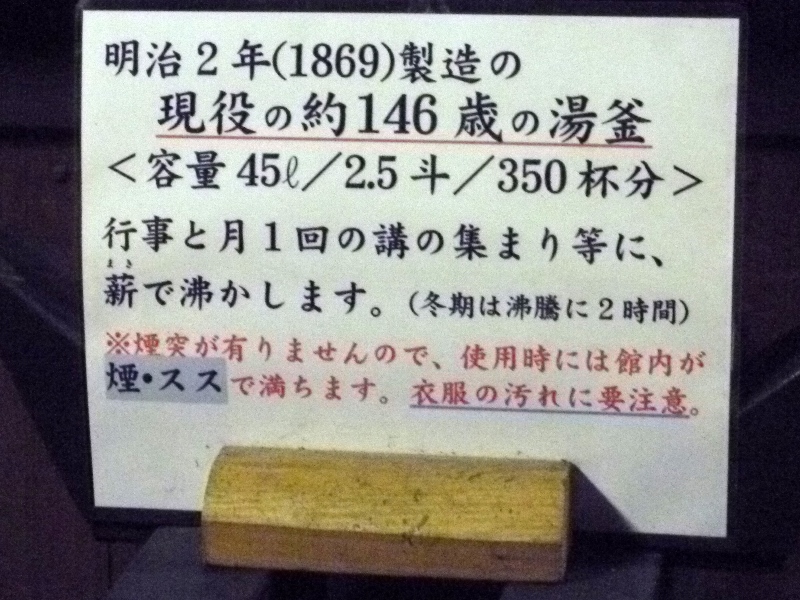 明治2年(1869)製造の
現役の約146歳の湯釜
＜容量45ℓ／2.5斗／350杯分＞
行事と月1回の講の集まり等に、
まき
薪で沸かします。(冬期は沸騰に2時間)
※煙突が有りませんので、使用時には館内が
煙・ススで満ちます。衣服の汚れに要注意。